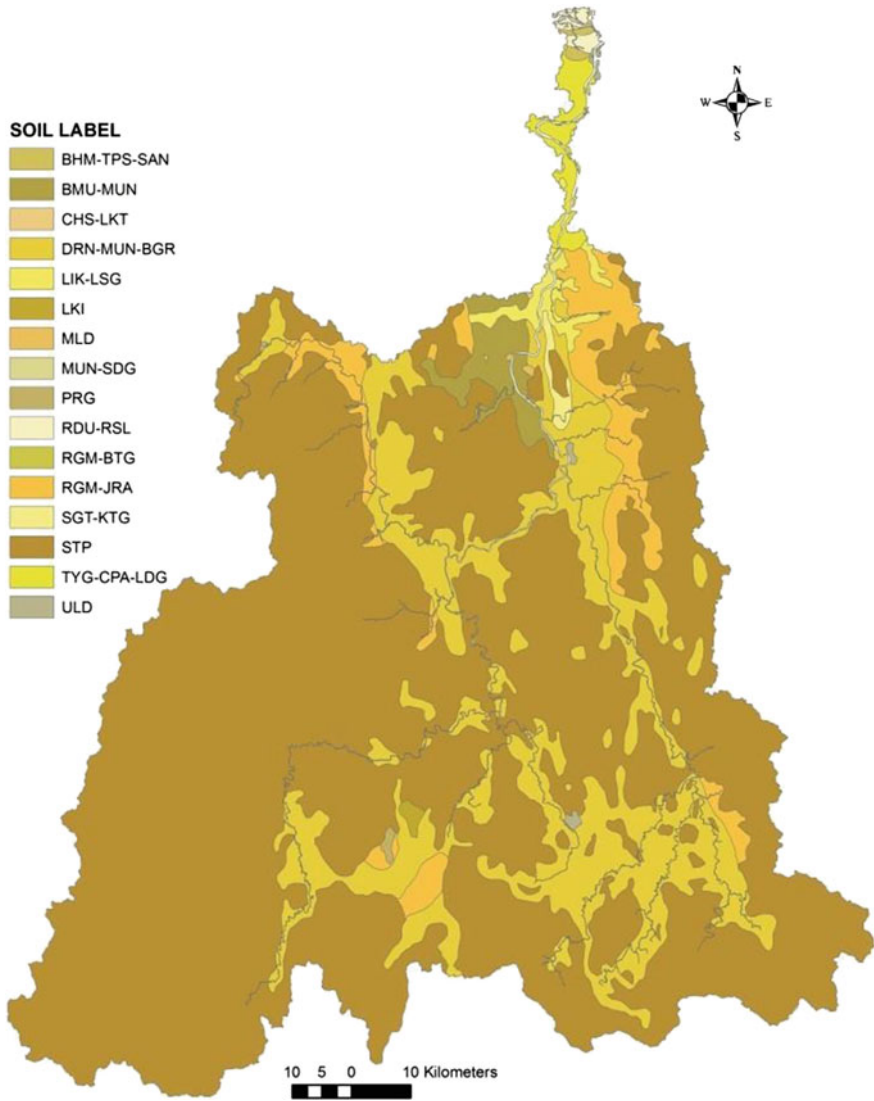 N
W E
S
SOIL LABEL
BHM-TPS-SAN
BMU-MUN
CHS-LKT
DRN-MUN-BGR
LIK-LSG
LKI
MLD
MUN-SDG
PRG
RDU-RSL
RGM-BTG
RGM-JRA
SGT-KTG
STP
TYG-CPA-LDG
ULD
10 5 0 10 Kilometers